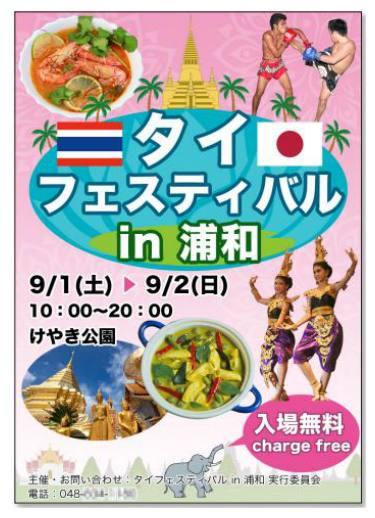 タイ
フェスティバル
in 浦和
9/1(土) ▶ 9/2(日)
10：00〜20：00
けやき公園
入場無料
charge free
主催・お問い合わせ：タイフェスティバル in 浦和 実行委員会
電話：048-